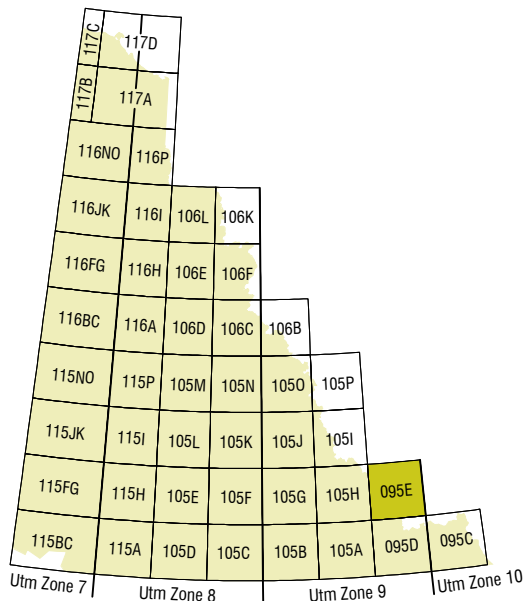 117C 117D
117B 117A
116NO 116P
116JK 116I 106L 106K
116FG 116H 106E 106F
116BC 116A 106D 106C 106B
115NO 115P 105M 105N 105O 105P
115JK 115I 105L 105K 105J 105I
115FG 115H 105E 105F 105G 105H 095E
115BC 115A 105D 105C 105B 105A 095D 095C
Utm Zone 7 Utm Zone 8 Utm Zone 9 Utm Zone 10